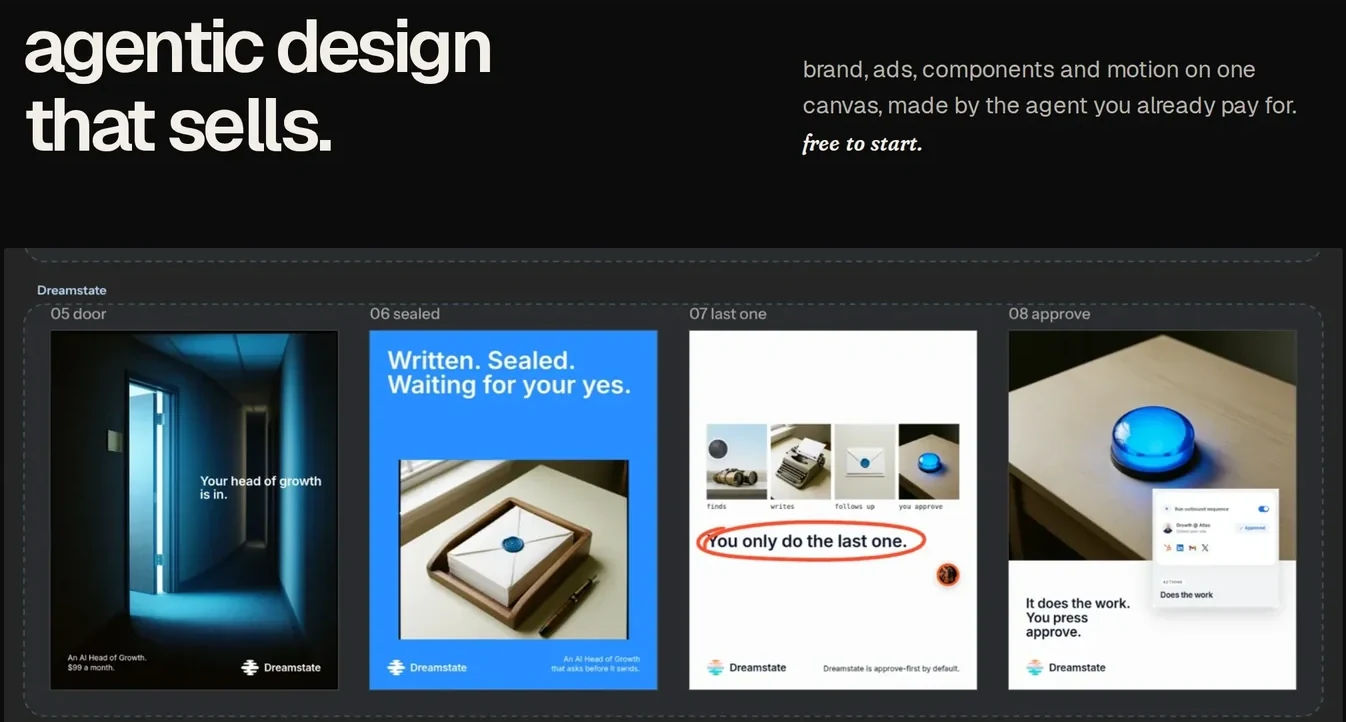 agentic design
that sells.
brand, ads, components and motion on one
canvas, made by the agent you already pay for.
free to start.
Dreamstate
05 door
Your head of growth
is in.
An AI Head of Growth.
$99 a month.
Dreamstate
06 sealed
Written. Sealed.
Waiting for your yes.
Dreamstate
An AI Head of Growth
that asks before it sends.
07 last one
finds
writes
follows up
you approve
You only do the last one.
Dreamstate
Dreamstate is approve-first by default.
08 approve
Run outbound sequence
Growth @ Atlas
Approved
ACTIONS
Does the work
It does the work.
You press
approve.
Dreamstate